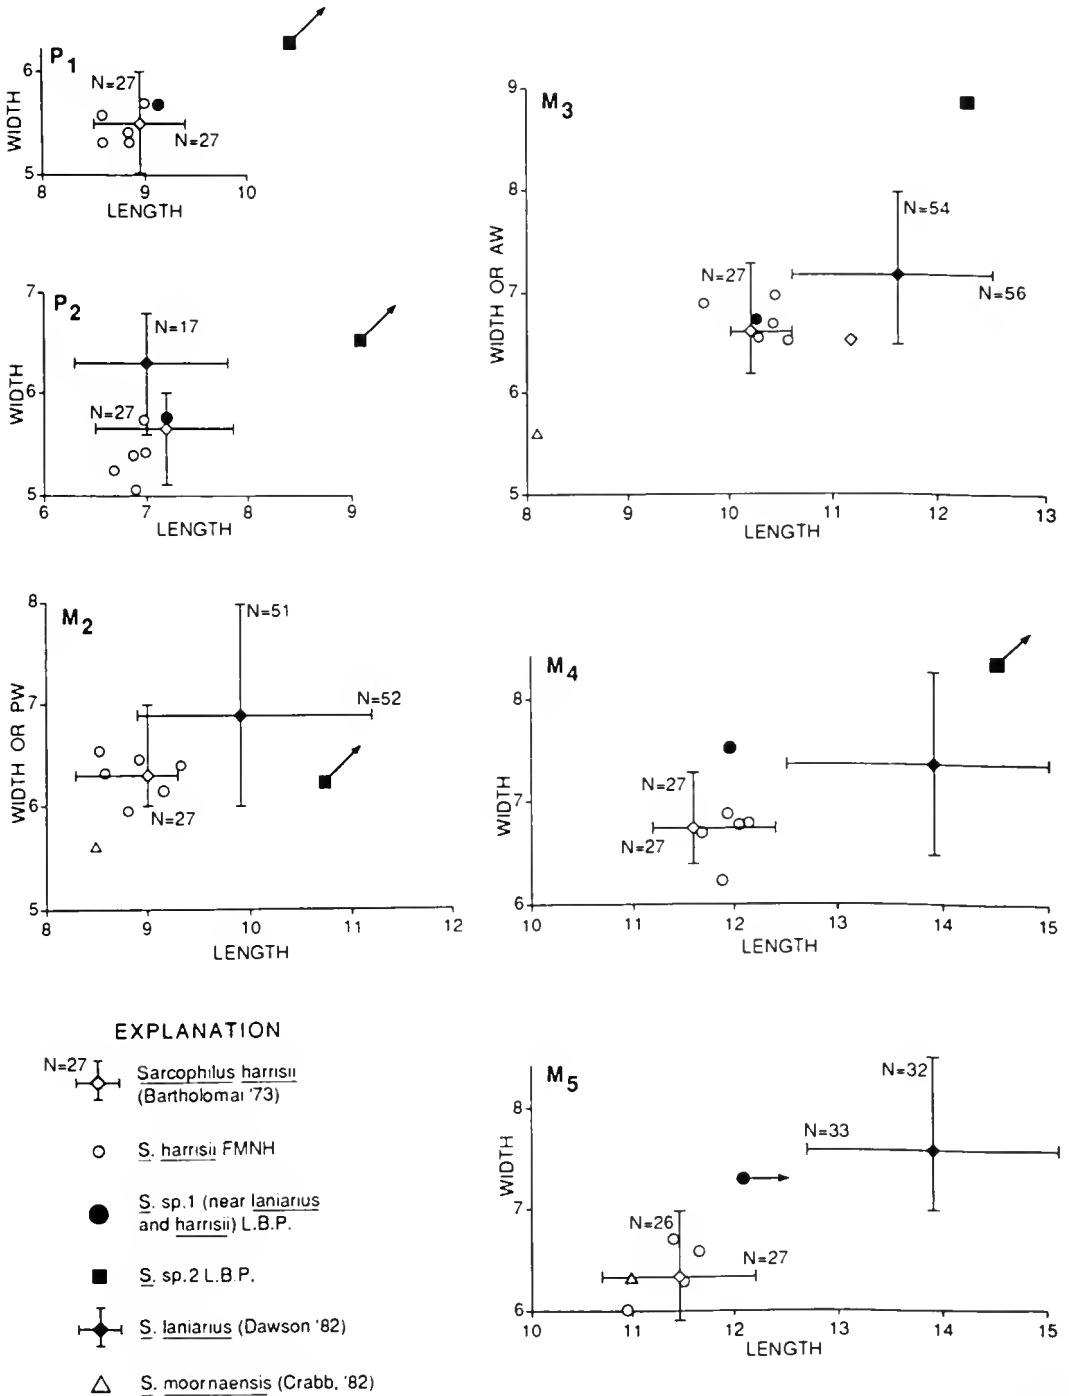 P1
6
5
WIDTH
N=27
N=27
8 9 10
LENGTH
P2
7
6
5
WIDTH
N=17
N=27
6 7 8 9
LENGTH
M3
9
8
7
6
5
WIDTH OR AW
N=54
N=27
N=56
8 9 10 11 12 13
LENGTH
M2
8
7
6
5
WIDTH OR PW
N=51
N=52
N=27
8 9 10 11 12
LENGTH
M4
8
7
6
WIDTH
N=27
N=27
10 11 12 13 14 15
LENGTH
M5
8
7
6
WIDTH
N=32
N=33
N=26
N=27
10 11 12 13 14 15
LENGTH
EXPLANATION
N=27
Sarcophilus harrisii
(Bartholomai '73)
S. harrisii FMNH
S. sp.1 (near laniarius
and harrisii) L.B.P.
S. sp.2 L.B.P.
S. laniarius (Dawson '82)
S. moornaensis (Crabb, '82)